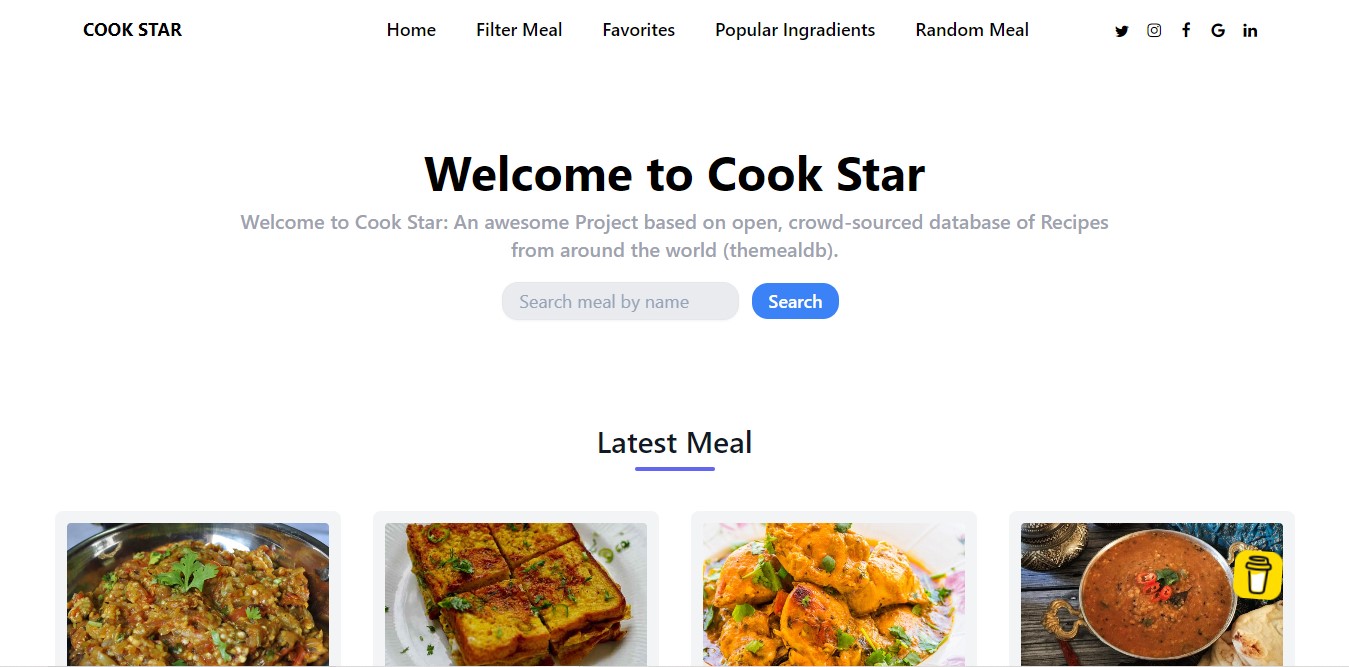 COOK STAR
Home
Filter Meal
Favorites
Popular Ingradients
Random Meal
Welcome to Cook Star
Welcome to Cook Star: An awesome Project based on open, crowd-sourced database of Recipes
from around the world (themealdb).
Search meal by name
Search
Latest Meal